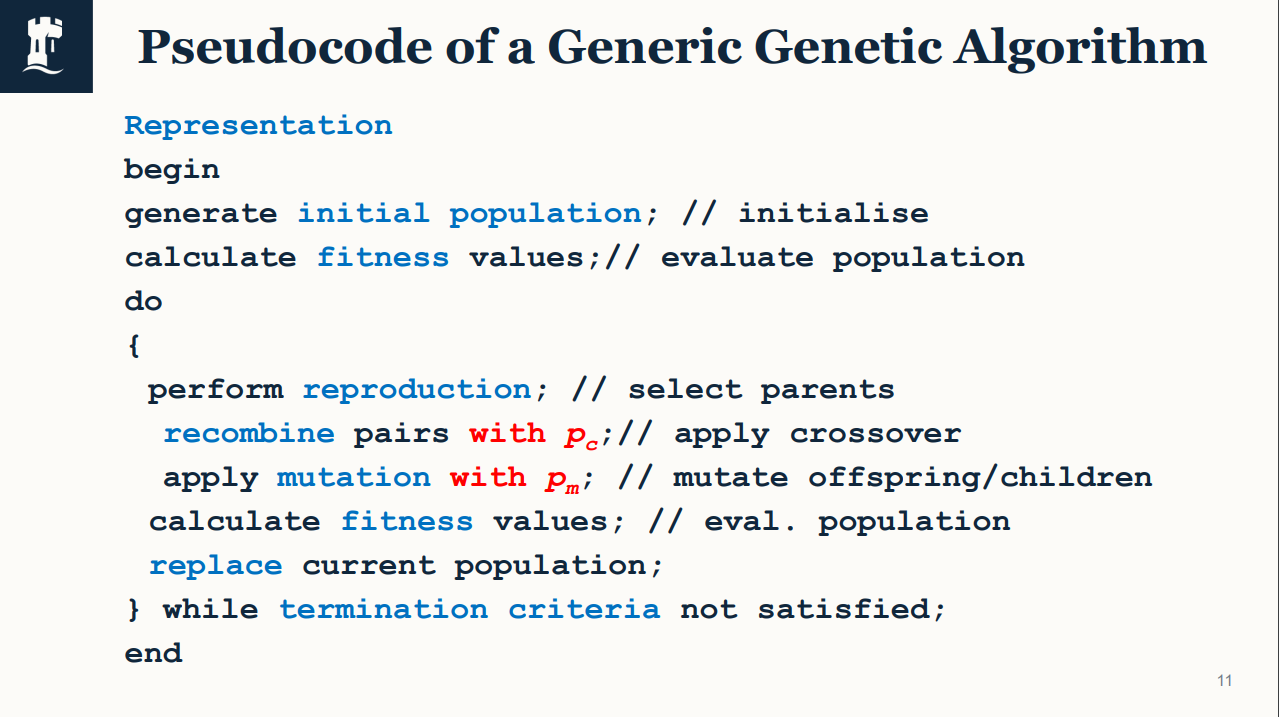 Pseudocode of a Generic Genetic Algorithm
Representation
begin
generate initial population; // initialise
calculate fitness values;// evaluate population
do
{
perform reproduction; // select parents
recombine pairs with pc;// apply crossover
apply mutation with pm; // mutate offspring/children
calculate fitness values; // eval. population
replace current population;
} while termination criteria not satisfied;
end
11